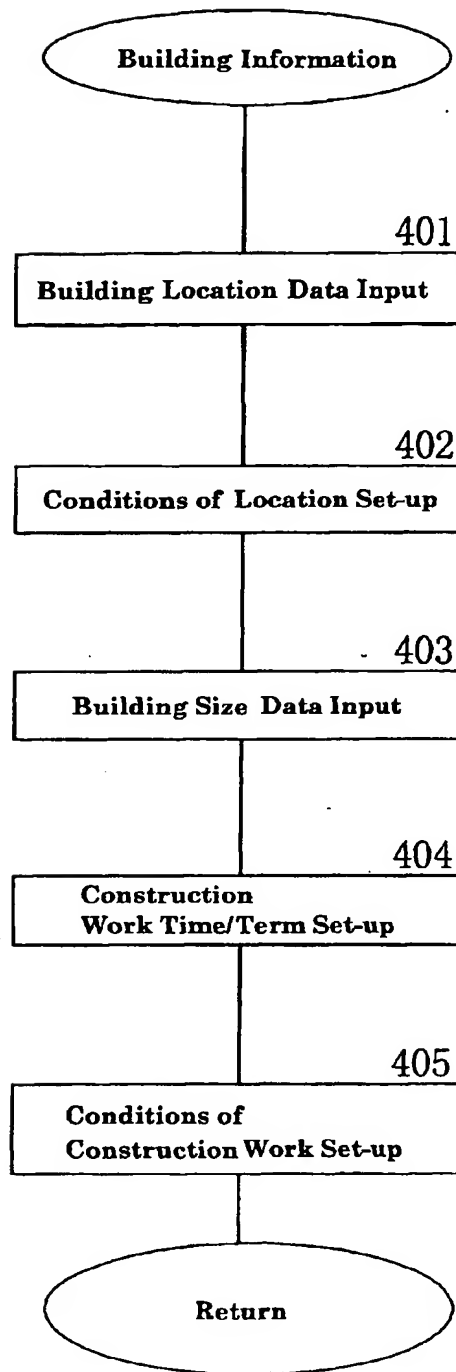 Building Information
401
Building Location Data Input
402
Conditions of Location Set-up
403
Building Size Data Input
404
Construction
Work Time/Term Set-up
405
Conditions of
Construction Work Set-up
Return